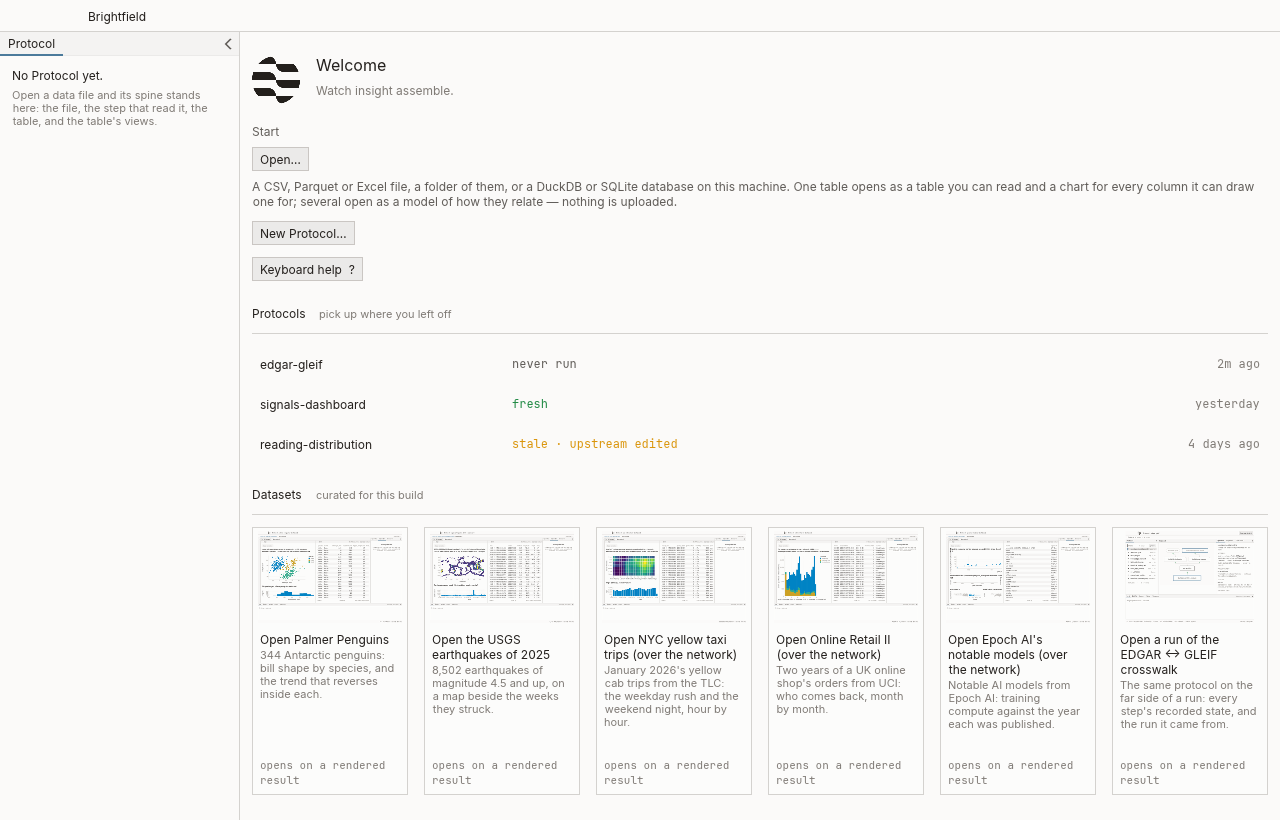 Brightfield
Protocol
No Protocol yet.
Open a data file and its spine stands
here: the file, the step that read it, the
table, and the table's views.
Welcome
Watch insight assemble.
Start
Open...
A CSV, Parquet or Excel file, a folder of them, or a DuckDB or SQLite database on this machine. One table opens as a table you can read and a chart for every column it can draw
one for; several open as a model of how they relate — nothing is uploaded.
New Protocol...
Keyboard help ?
Protocols pick up where you left off
edgar-gleif never run 2m ago
signals-dashboard fresh yesterday
reading-distribution stale · upstream edited 4 days ago
Datasets curated for this build
Open Palmer Penguins
344 Antarctic penguins:
bill shape by species, and
the trend that reverses
inside each.
opens on a rendered
result
Open the USGS
earthquakes of 2025
8,502 earthquakes of
magnitude 4.5 and up, on
a map beside the weeks
they struck.
opens on a rendered
result
Open NYC yellow taxi
trips (over the network)
January 2026's yellow
cab trips from the TLC:
the weekday rush and the
weekend night, hour by
hour.
opens on a rendered
result
Open Online Retail II
(over the network)
Two years of a UK online
shop's orders from UCI:
who comes back, month
by month.
opens on a rendered
result
Open Epoch AI's
notable models (over
the network)
Notable AI models from
Epoch AI: training
compute against the year
each was published.
opens on a rendered
result
Open a run of the
EDGAR ↔ GLEIF
crosswalk
The same protocol on the
far side of a run: every
step's recorded state, and
the run it came from.
opens on a rendered
result